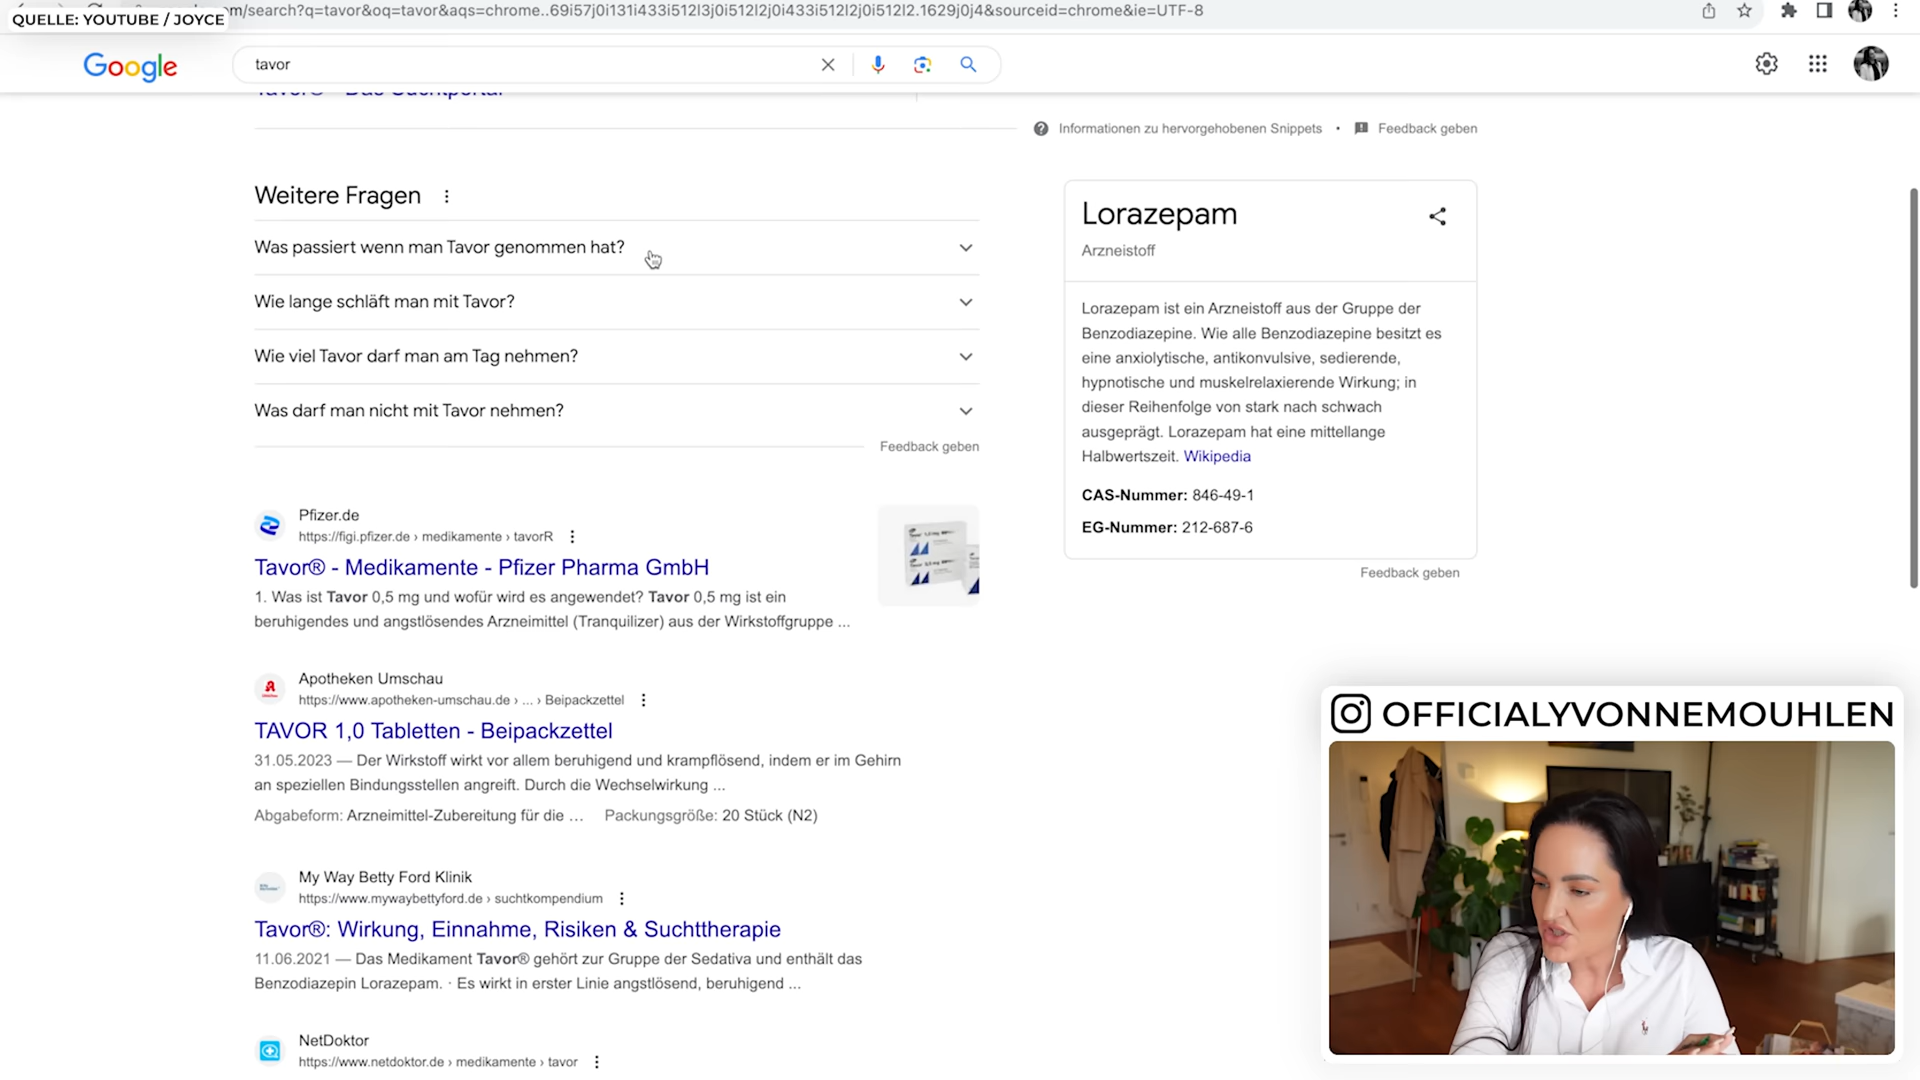 QUELLE: YOUTUBE / JOYCE
om/search?q=tavor&oq=tavor&aqs=chrome..69i57j0i131i433i512l3j0i512l2j0i433i512l2j0i512l2.1629j0j4&sourceid=chrome&ie=UTF-8
Google
tavor
Tavor® - Das Suchtportal
Informationen zu hervorgehobenen Snippets • Feedback geben
Weitere Fragen
Was passiert wenn man Tavor genommen hat?
Wie lange schläft man mit Tavor?
Wie viel Tavor darf man am Tag nehmen?
Was darf man nicht mit Tavor nehmen?
Feedback geben
Lorazepam
Arzneistoff
Lorazepam ist ein Arzneistoff aus der Gruppe der
Benzodiazepine. Wie alle Benzodiazepine besitzt es
eine anxiolytische, antikonvulsive, sedierende,
hypnotische und muskelrelaxierende Wirkung; in
dieser Reihenfolge von stark nach schwach
ausgeprägt. Lorazepam hat eine mittellange
Halbwertszeit. Wikipedia
CAS-Nummer: 846-49-1
EG-Nummer: 212-687-6
Feedback geben
Pfizer.de
https://figi.pfizer.de › medikamente › tavorR
Tavor® - Medikamente - Pfizer Pharma GmbH
1. Was ist Tavor 0,5 mg und wofür wird es angewendet? Tavor 0,5 mg ist ein
beruhigendes und angstlösendes Arzneimittel (Tranquilizer) aus der Wirkstoffgruppe ...
Apotheken Umschau
https://www.apotheken-umschau.de › ... › Beipackzettel
TAVOR 1,0 Tabletten - Beipackzettel
31.05.2023 — Der Wirkstoff wirkt vor allem beruhigend und krampflösend, indem er im Gehirn
an speziellen Bindungsstellen angreift. Durch die Wechselwirkung ...
Abgabeform: Arzneimittel-Zubereitung für die … Packungsgröße: 20 Stück (N2)
My Way Betty Ford Klinik
https://www.mywaybettyford.de › suchtkompendium
Tavor®: Wirkung, Einnahme, Risiken & Suchttherapie
11.06.2021 — Das Medikament Tavor® gehört zur Gruppe der Sedativa und enthält das
Benzodiazepin Lorazepam. · Es wirkt in erster Linie angstlösend, beruhigend ...
NetDoktor
https://www.netdoktor.de › medikamente › tavor
OFFICIALYVONNEMOUHLEN